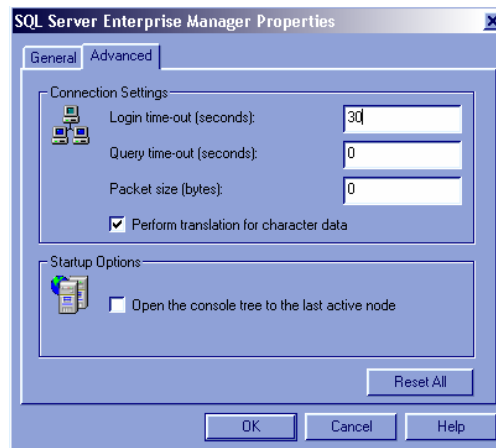 SQL Server Enterprise Manager Properties
General Advanced
Connection Settings
Login time-out (seconds): 30
Query time-out (seconds): 0
Packet size (bytes): 0
Perform translation for character data
Startup Options
Open the console tree to the last active node
Reset All
OK Cancel Help